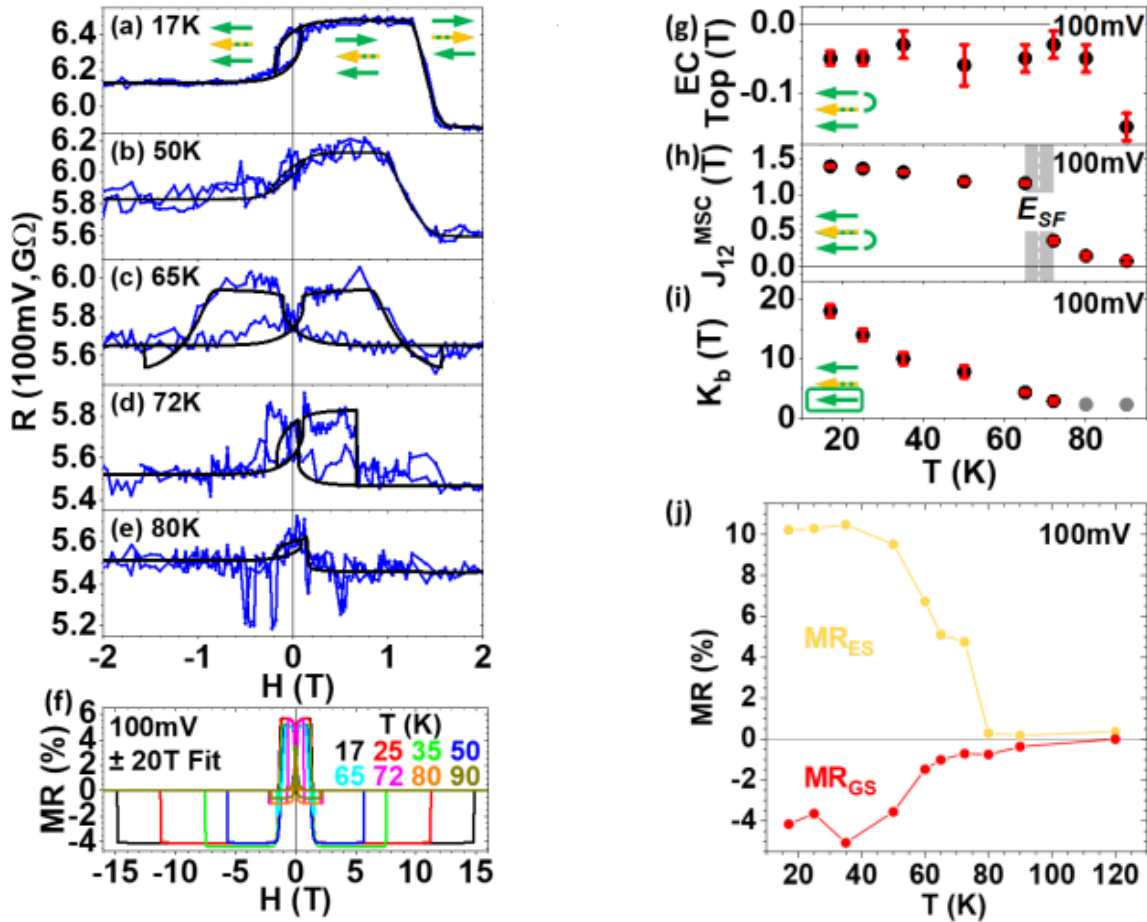 R (100mV,GΩ)
6.4
6.2
6.0
(a) 17K
6.2
6.0
5.8
5.6
(b) 50K
6.0
5.8
5.6
(c) 65K
5.8
5.6
5.4
(d) 72K
5.6
5.4
5.2
(e) 80K
-2 -1 0 1 2
H (T)
(f)
MR (%)
6
4
2
0
-2
-4
100mV
± 20T Fit
T (K)
17 25 35 50
65 72 80 90
-15 -10 -5 0 5 10 15
H (T)
(g)
EC
Top (T)
0.0
-0.1
100mV
(h)
J₁₂ᴹˢᶜ (T)
1.5
1.0
0.5
0.0
100mV
E_SF
(i)
K_b (T)
20
10
0
100mV
20 40 60 80
T (K)
(j)
MR (%)
10
8
6
4
2
0
-2
-4
100mV
MR_ES
MR_GS
20 40 60 80 100 120
T (K)